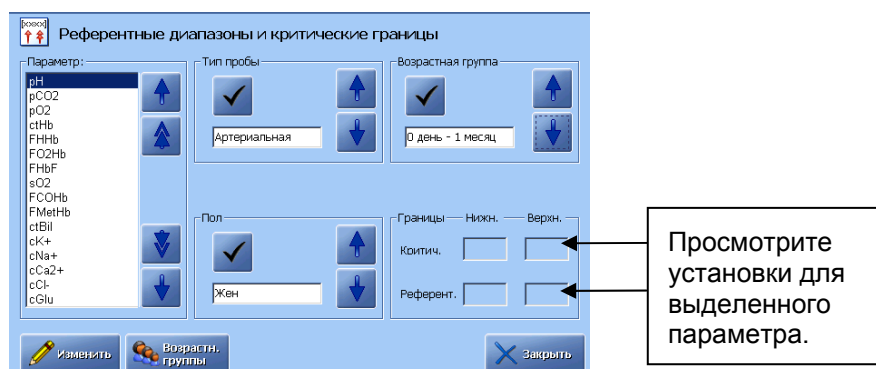 [xxxx]
Референтные диапазоны и критические границы
Параметр:
pH
pCO2
pO2
ctHb
FHHb
FO2Hb
FHbF
sO2
FCOHb
FMetHb
ctBil
cK+
cNa+
cCa2+
cCl-
cGlu
Тип пробы
Артериальная
Возрастная группа
0 день - 1 месяц
Пол
Жен
Границы Нижн. Верхн.
Критич.
Референт.
Изменить
Возрастн.
группы
Закрыть
Просмотрите
установки для
выделенного
параметра.